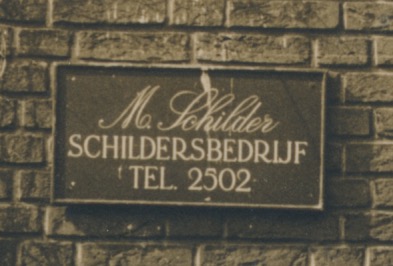 M. Schilder
SCHILDERSBEDRIJF
TEL. 2502